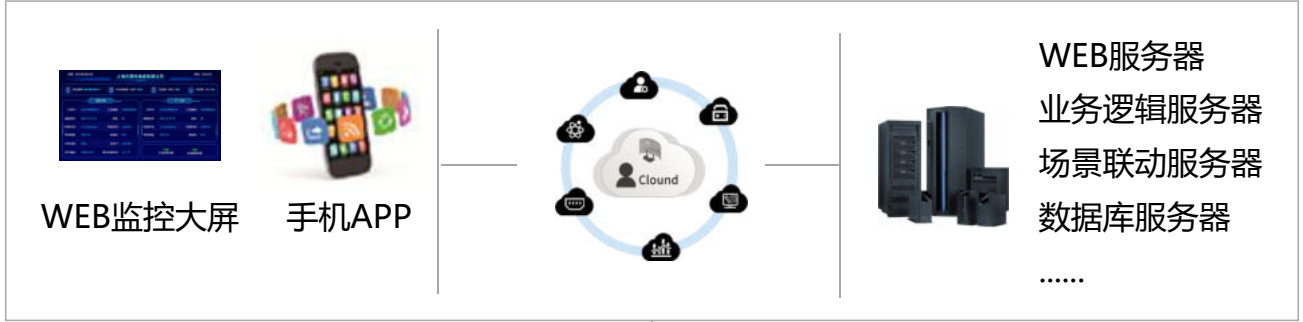 WEB监控大屏
手机APP
Clound
WEB服务器
业务逻辑服务器
场景联动服务器
数据库服务器
......